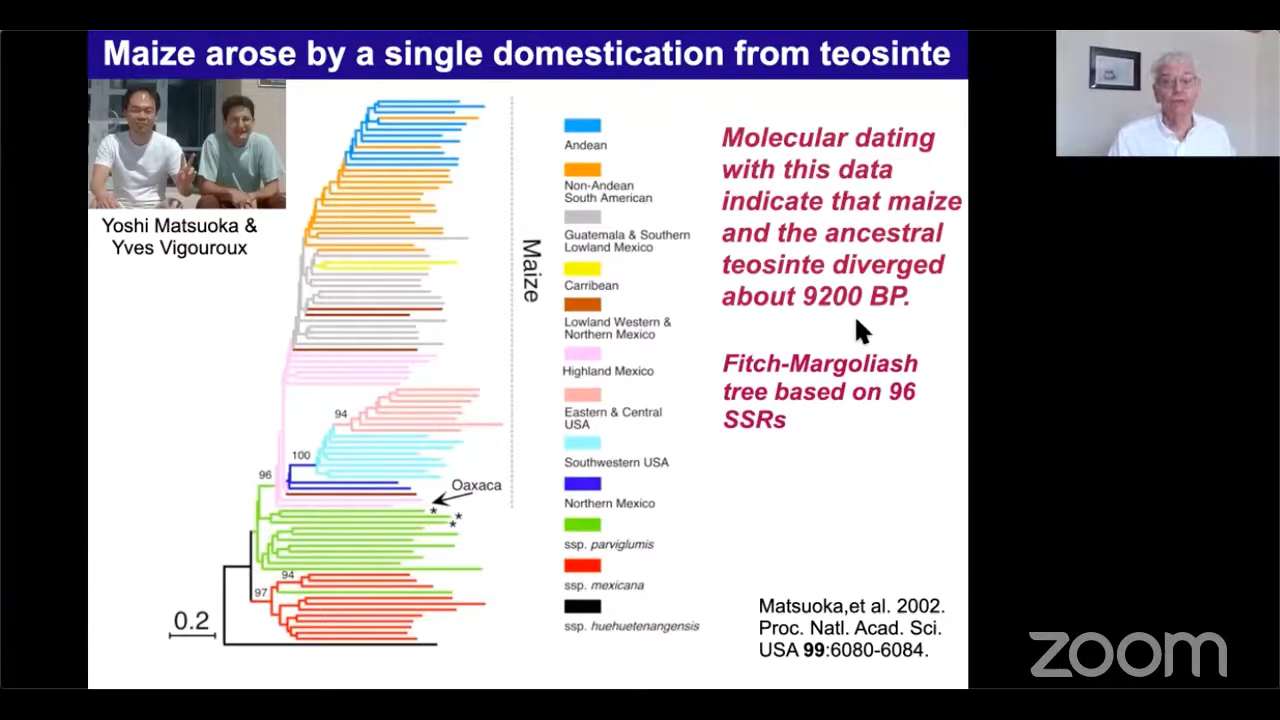 Maize arose by a single domestication from teosinte
Yoshi Matsuoka &
Yves Vigouroux
Maize
Andean
Non-Andean
South American
Guatemala & Southern
Lowland Mexico
Carribean
Lowland Western &
Northern Mexico
Highland Mexico
Eastern & Central
USA
Southwestern USA
Northern Mexico
ssp. parviglumis
ssp. mexicana
ssp. huehuetenangensis
94
100
96
Oaxaca
*
*
*
94
97
0.2
Molecular dating
with this data
indicate that maize
and the ancestral
teosinte diverged
about 9200 BP.
Fitch-Margoliash
tree based on 96
SSRs
Matsuoka,et al. 2002.
Proc. Natl. Acad. Sci.
USA 99:6080-6084.
zoom